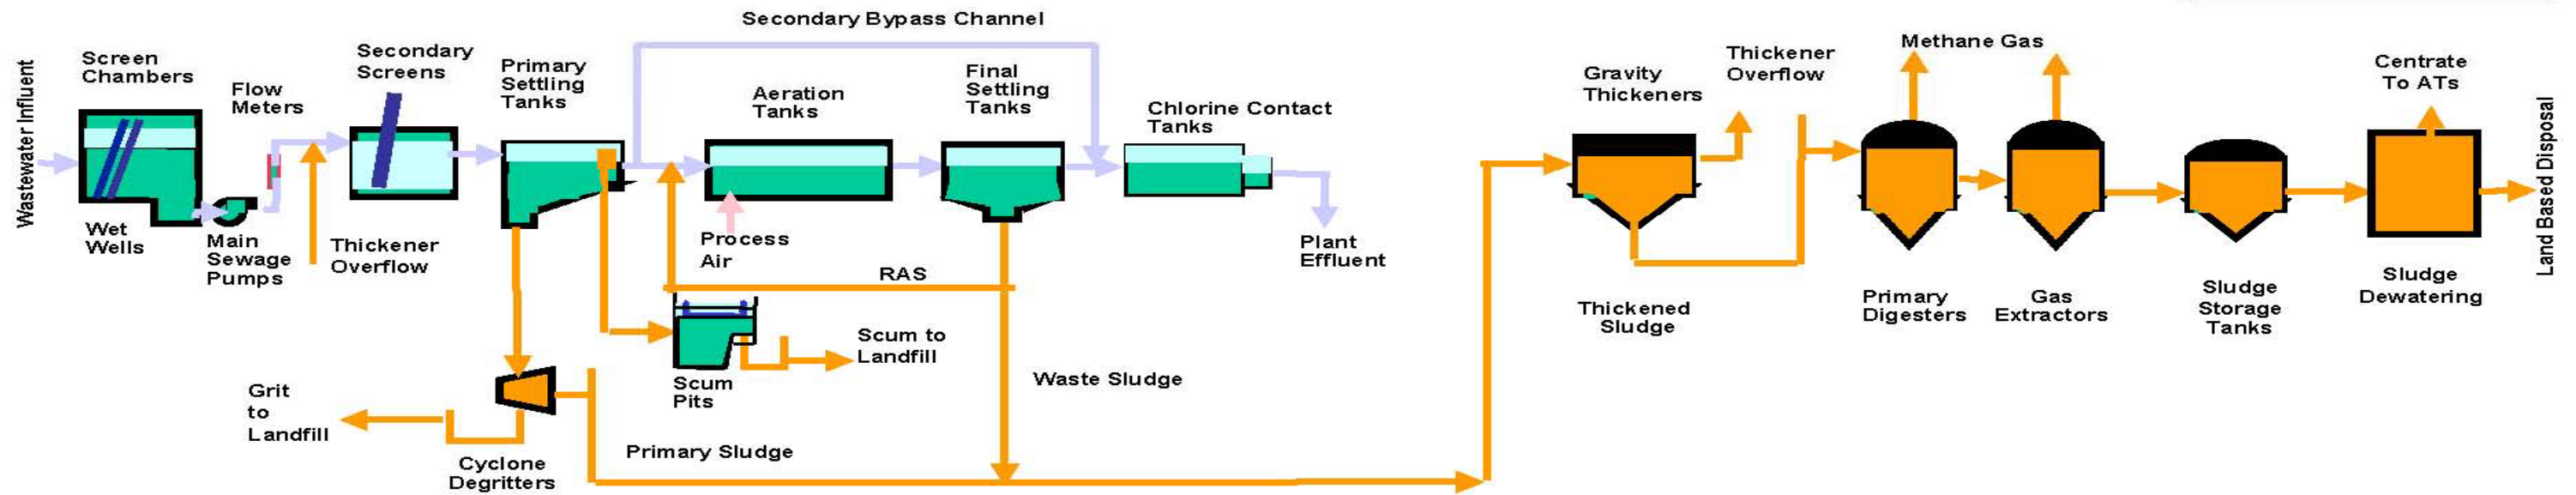 Secondary Bypass Channel
Wastewater Influent
Screen
Chambers
Wet
Wells
Flow
Meters
Main
Sewage
Pumps
Secondary
Screens
Thickener
Overflow
Primary
Settling
Tanks
Aeration
Tanks
Process
Air
Final
Settling
Tanks
Chlorine Contact
Tanks
Plant
Effluent
RAS
Scum
Pits
Scum to
Landfill
Waste Sludge
Grit
to
Landfill
Cyclone
Degritters
Primary Sludge
Gravity
Thickeners
Thickened
Sludge
Thickener
Overflow
Methane Gas
Primary
Digesters
Gas
Extractors
Sludge
Storage
Tanks
Centrate
To ATs
Sludge
Dewatering
Land Based Disposal